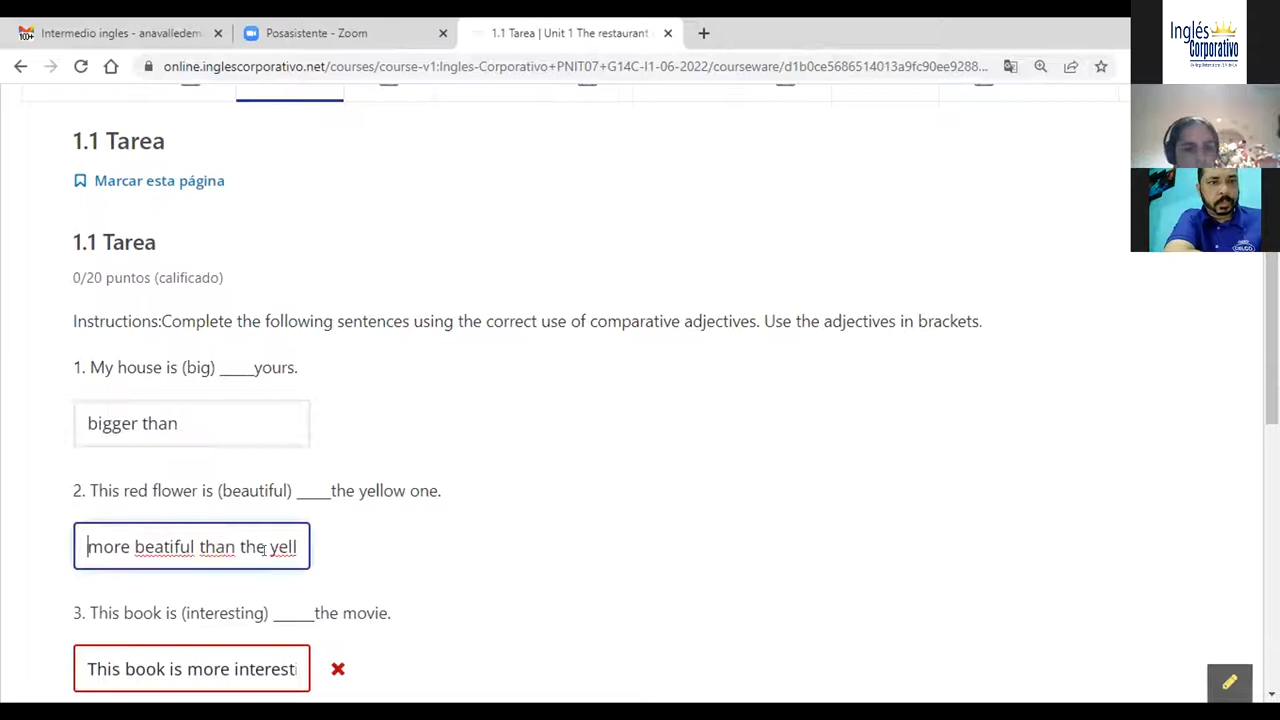 Intermedio ingles - anavalledem
Posasistente - Zoom
1.1 Tarea | Unit 1 The restaurant
online.inglescorporativo.net/courses/course-v1:Ingles-Corporativo+PNIT07+G14C-I1-06-2022/courseware/d1b0ce5686514013a9fc90ee9288...
Inglés
Corporativo
1.1 Tarea
Marcar esta página
1.1 Tarea
0/20 puntos (calificado)
Instructions:Complete the following sentences using the correct use of comparative adjectives. Use the adjectives in brackets.
1. My house is (big) ____yours.
bigger than
2. This red flower is (beautiful) ____the yellow one.
more beatiful than the yell
3. This book is (interesting) _____the movie.
This book is more interesti